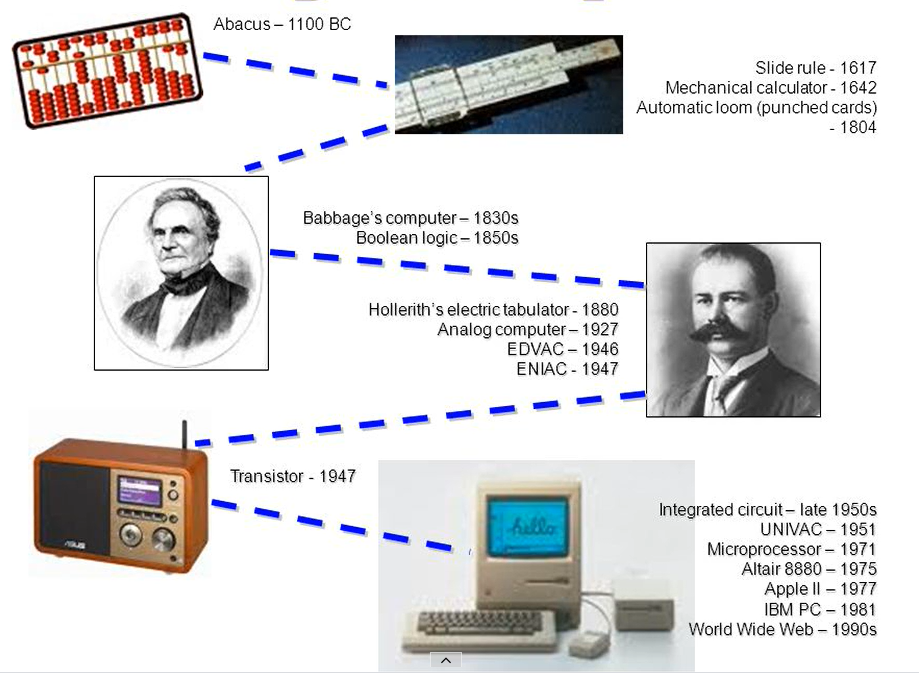 Abacus – 1100 BC
Slide rule - 1617
Mechanical calculator - 1642
Automatic loom (punched cards)
- 1804
Babbage's computer – 1830s
Boolean logic – 1850s
Hollerith's electric tabulator - 1880
Analog computer – 1927
EDVAC – 1946
ENIAC - 1947
Transistor - 1947
ASUS
hello
Integrated circuit – late 1950s
UNIVAC – 1951
Microprocessor – 1971
Altair 8880 – 1975
Apple II – 1977
IBM PC – 1981
World Wide Web – 1990s